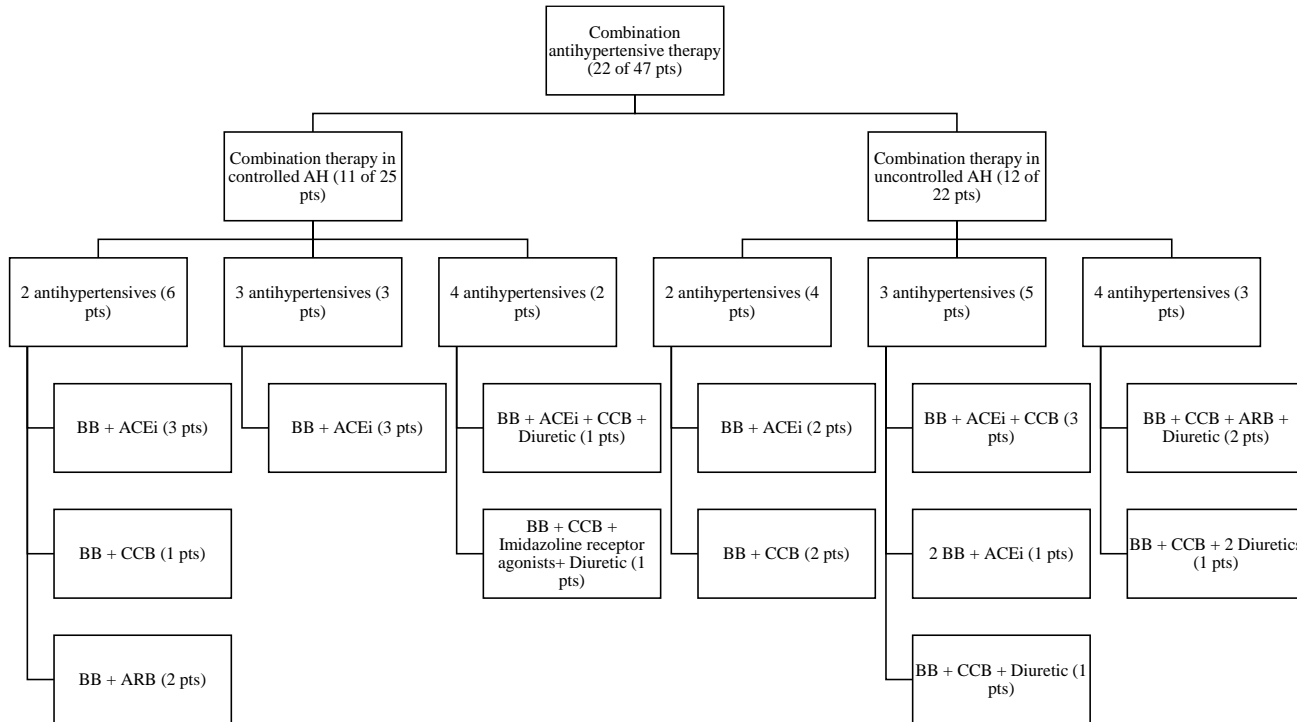 Combination
antihypertensive therapy
(22 of 47 pts)
Combination therapy in
controlled AH (11 of 25
pts)
Combination therapy in
uncontrolled AH (12 of
22 pts)
2 antihypertensives (6
pts)
3 antihypertensives (3
pts)
4 antihypertensives (2
pts)
2 antihypertensives (4
pts)
3 antihypertensives (5
pts)
4 antihypertensives (3
pts)
BB + ACEi (3 pts)
BB + ACEi (3 pts)
BB + ACEi + CCB +
Diuretic (1 pts)
BB + ACEi (2 pts)
BB + ACEi + CCB (3
pts)
BB + CCB + ARB +
Diuretic (2 pts)
BB + CCB (1 pts)
BB + CCB +
Imidazoline receptor
agonists+ Diuretic (1
pts)
BB + CCB (2 pts)
2 BB + ACEi (1 pts)
BB + CCB + 2 Diuretics
(1 pts)
BB + ARB (2 pts)
BB + CCB + Diuretic (1
pts)